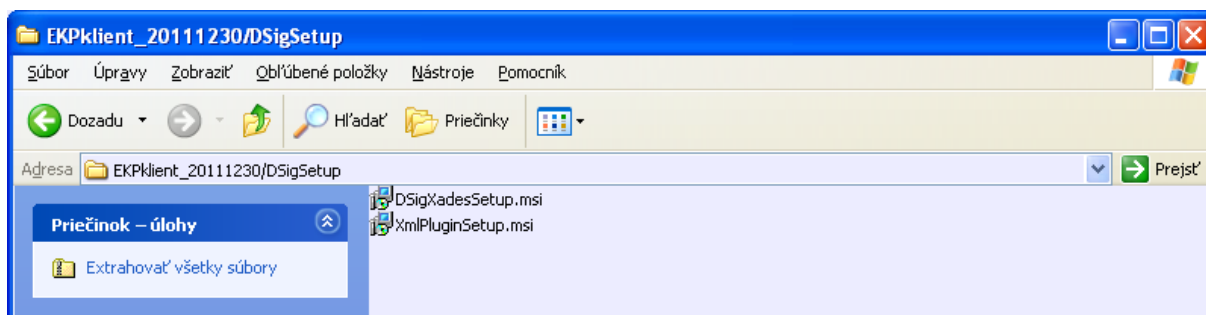 EKPklient_20111230/DSigSetup
Súbor Úpravy Zobraziť Obľúbené položky Nástroje Pomocník
Dozadu Hľadať Priečinky
Adresa EKPklient_20111230/DSigSetup Prejsť
DSigXadesSetup.msi
XmlPluginSetup.msi
Priečinok – úlohy
Extrahovať všetky súbory